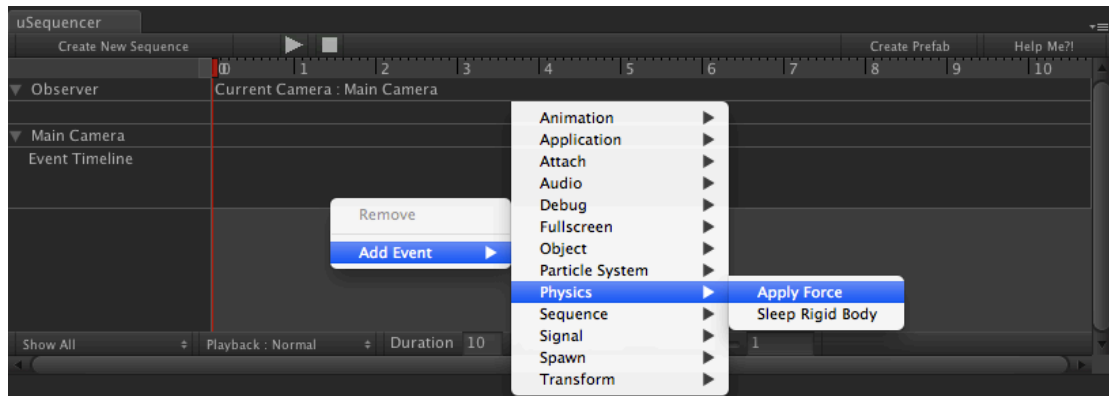 uSequencer
Create New Sequence Create Prefab Help Me?!
0 1 2 3 4 5 6 7 8 9 10
Observer Current Camera : Main Camera
Main Camera
Event Timeline
Remove
Add Event
Animation
Application
Attach
Audio
Debug
Fullscreen
Object
Particle System
Physics
Sequence
Signal
Spawn
Transform
Apply Force
Sleep Rigid Body
Show All Playback : Normal Duration 10 1